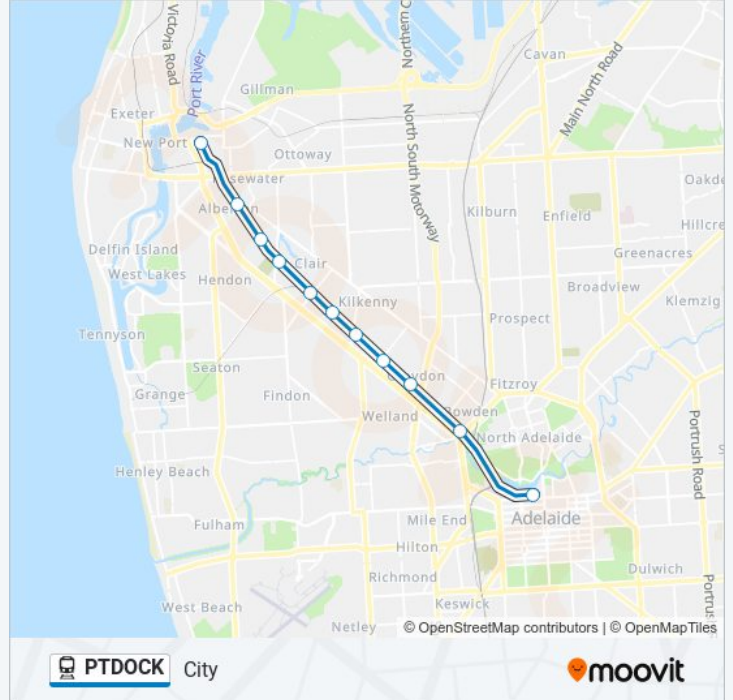 Victoria Road
Port River
Northern C
Cavan
Main North Road
Gillman
Exeter
New Port
Ottoway
North South Motorway
Rosewater
Oakde
Kilburn
Enfield
Hillcre
Delfin Island
Clair
Greenacres
West Lakes
Hendon
Broadview
Kilkenny
Klemzig
Prospect
Tennyson
Seaton
Fitzroy
Grange
Findon
Welland
Bowden
North Adelaide
Portrush Road
Henley Beach
Mile End
Adelaide
Fulham
Hilton
Richmond
Dulwich
West Beach
Keswick
Portrus
Netley
© OpenStreetMap contributors | © OpenMapTiles
PTDOCK City
moovit